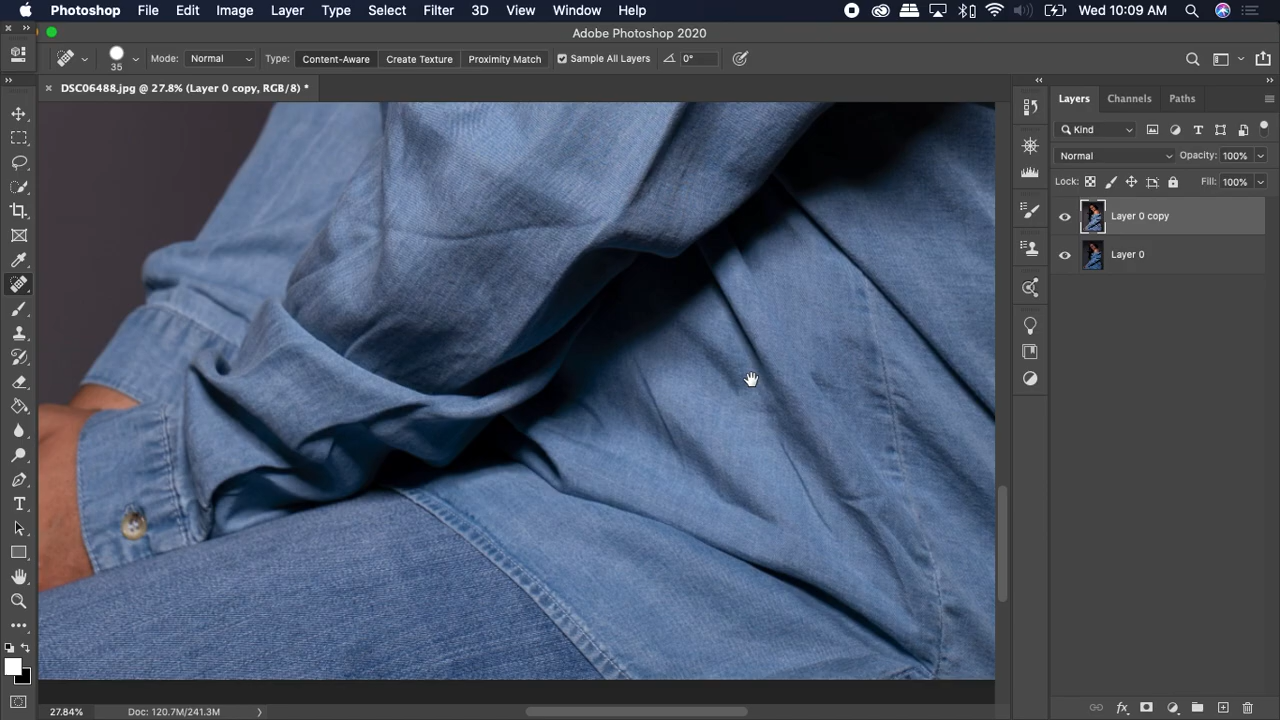 Photoshop File Edit Image Layer Type Select Filter 3D View Window Help Wed 10:09 AM
Adobe Photoshop 2020
35 Mode: Normal Type: Content-Aware Create Texture Proximity Match Sample All Layers 0°
DSC06488.jpg @ 27.8% (Layer 0 copy, RGB/8) *
Layers Channels Paths
Kind
Normal Opacity: 100%
Lock: Fill: 100%
Layer 0 copy
Layer 0
27.84% Doc: 120.7M/241.3M